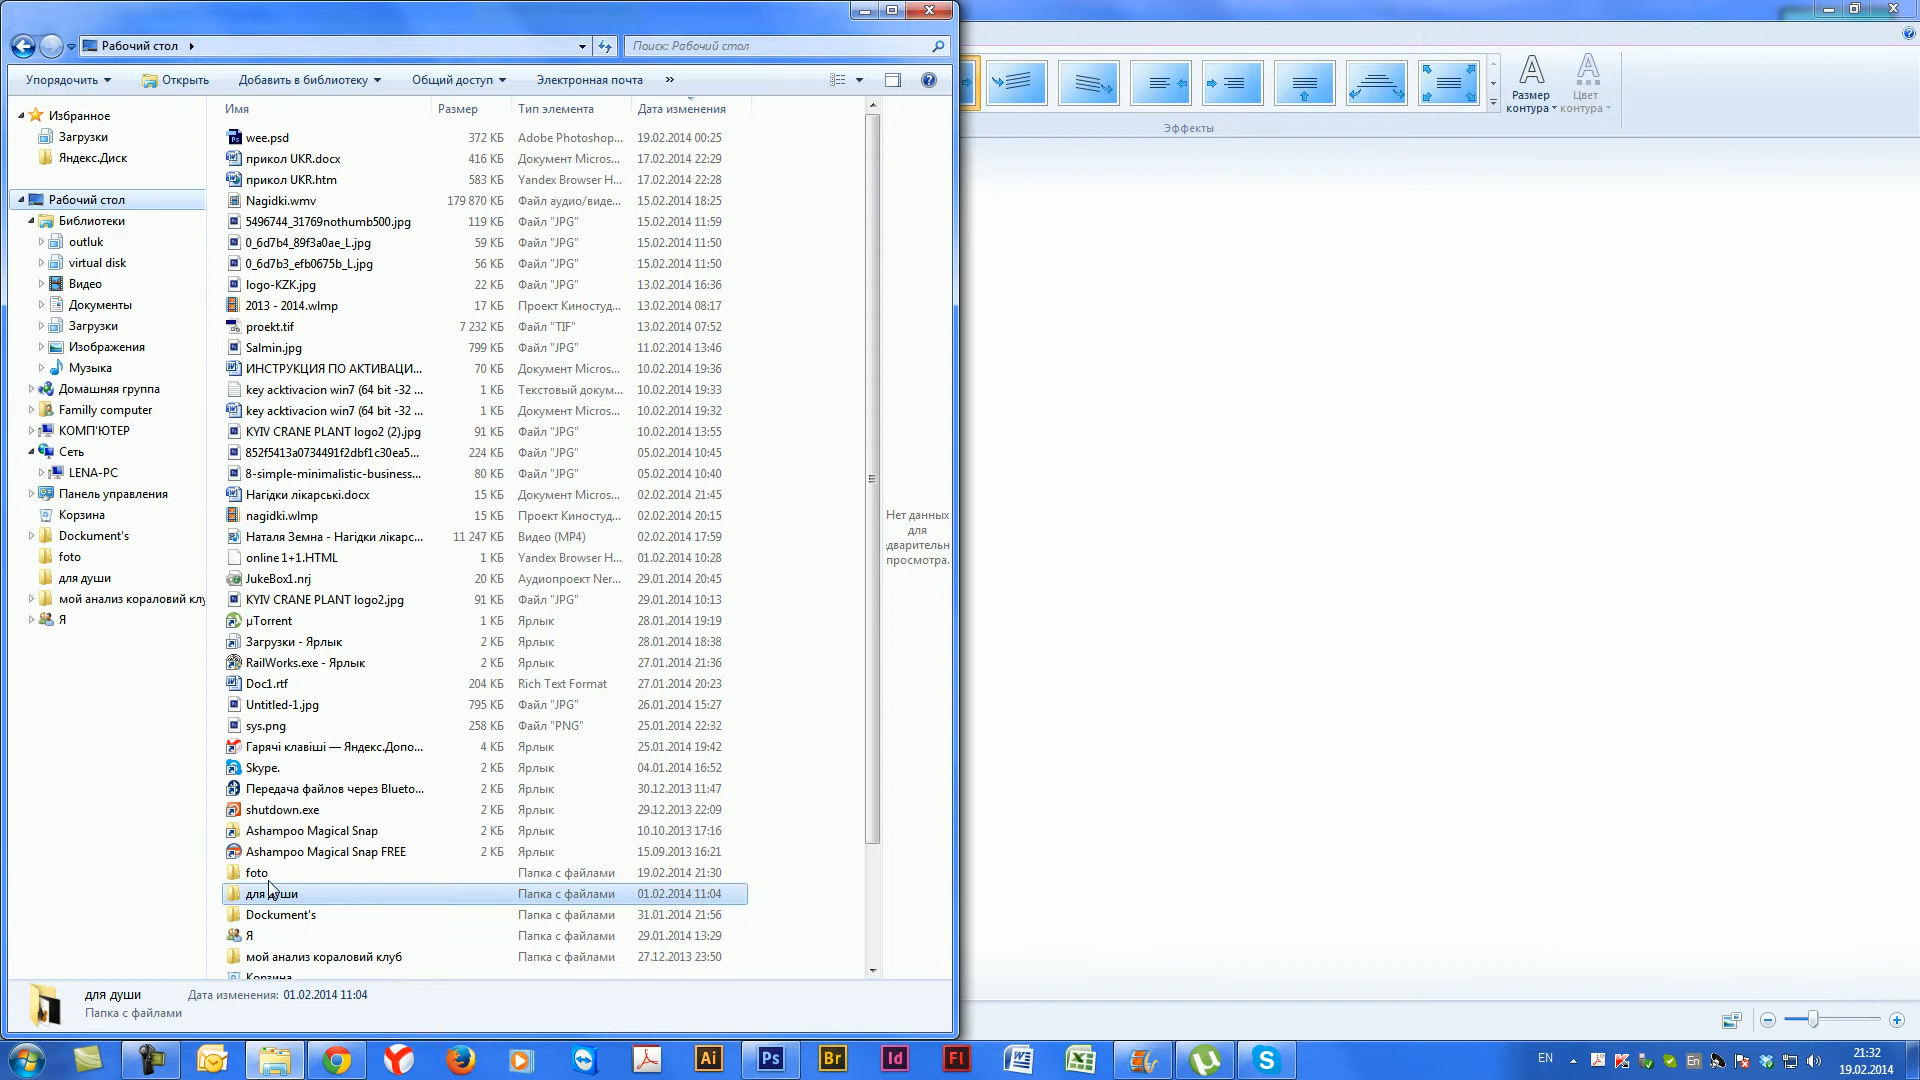 Рабочий стол
Поиск: Рабочий стол
Упорядочить
Открыть
Добавить в библиотеку
Общий доступ
Электронная почта
»
Размер контура
Цвет контура
Эффекты
Имя Размер Тип элемента Дата изменения
Избранное
Загрузки
Яндекс.Диск
Рабочий стол
Библиотеки
outluk
virtual disk
Видео
Документы
Загрузки
Изображения
Музыка
Домашняя группа
Familly computer
КОМП'ЮТЕР
Сеть
LENA-PC
Панель управления
Корзина
Dockument's
foto
для души
мой анализ кораловий клу
Я
wee.psd 372 КБ Adobe Photoshop... 19.02.2014 00:25
прикол UKR.docx 416 КБ Документ Micros... 17.02.2014 22:29
прикол UKR.htm 583 КБ Yandex Browser H... 17.02.2014 22:28
Nagidki.wmv 179 870 КБ Файл аудио/виде... 15.02.2014 18:25
5496744_31769nothumb500.jpg 119 КБ Файл "JPG" 15.02.2014 11:59
0_6d7b4_89f3a0ae_L.jpg 59 КБ Файл "JPG" 15.02.2014 11:50
0_6d7b3_efb0675b_L.jpg 56 КБ Файл "JPG" 15.02.2014 11:50
logo-KZK.jpg 22 КБ Файл "JPG" 13.02.2014 16:36
2013 - 2014.wlmp 17 КБ Проект Киностуд... 13.02.2014 08:17
proekt.tif 7 232 КБ Файл "TIF" 13.02.2014 07:52
Salmin.jpg 799 КБ Файл "JPG" 11.02.2014 13:46
ИНСТРУКЦИЯ ПО АКТИВАЦИ... 70 КБ Документ Micros... 10.02.2014 19:36
key acktivacion win7 (64 bit -32 ... 1 КБ Текстовый докум... 10.02.2014 19:33
key acktivacion win7 (64 bit -32 ... 1 КБ Документ Micros... 10.02.2014 19:32
KYIV CRANE PLANT logo2 (2).jpg 91 КБ Файл "JPG" 10.02.2014 13:55
852f5413a0734491f2dbf1c30ea5... 224 КБ Файл "JPG" 05.02.2014 10:45
8-simple-minimalistic-business... 80 КБ Файл "JPG" 05.02.2014 10:40
Нагідки лікарські.docx 15 КБ Документ Micros... 02.02.2014 21:45
nagidki.wlmp 15 КБ Проект Киностуд... 02.02.2014 20:15
Наталя Земна - Нагідки лікарс... 11 247 КБ Видео (MP4) 02.02.2014 17:59
online 1+1.HTML 1 КБ Yandex Browser H... 01.02.2014 10:28
JukeBox1.nrj 20 КБ Аудиопроект Ner... 29.01.2014 20:45
KYIV CRANE PLANT logo2.jpg 91 КБ Файл "JPG" 29.01.2014 10:13
µTorrent 1 КБ Ярлык 28.01.2014 19:19
Загрузки - Ярлык 2 КБ Ярлык 28.01.2014 18:38
RailWorks.exe - Ярлык 2 КБ Ярлык 27.01.2014 21:36
Doc1.rtf 204 КБ Rich Text Format 27.01.2014 20:23
Untitled-1.jpg 795 КБ Файл "JPG" 26.01.2014 15:27
sys.png 258 КБ Файл "PNG" 25.01.2014 22:32
Гарячі клавіші — Яндекс.Допо... 4 КБ Ярлык 25.01.2014 19:42
Skype. 2 КБ Ярлык 04.01.2014 16:52
Передача файлов через Blueto... 2 КБ Ярлык 30.12.2013 11:47
shutdown.exe 2 КБ Ярлык 29.12.2013 22:09
Ashampoo Magical Snap 2 КБ Ярлык 10.10.2013 17:16
Ashampoo Magical Snap FREE 2 КБ Ярлык 15.09.2013 16:21
foto Папка с файлами 19.02.2014 21:30
для души Папка с файлами 01.02.2014 11:04
Dockument's Папка с файлами 31.01.2014 21:56
Я Папка с файлами 29.01.2014 13:29
мой анализ кораловий клуб Папка с файлами 27.12.2013 23:50
Корзина
Нет данных
для
едварительн
просмотра.
для души Дата изменения: 01.02.2014 11:04
Папка с файлами
Ai
Ps
Br
Id
Fl
EN
En
21:32
19.02.2014